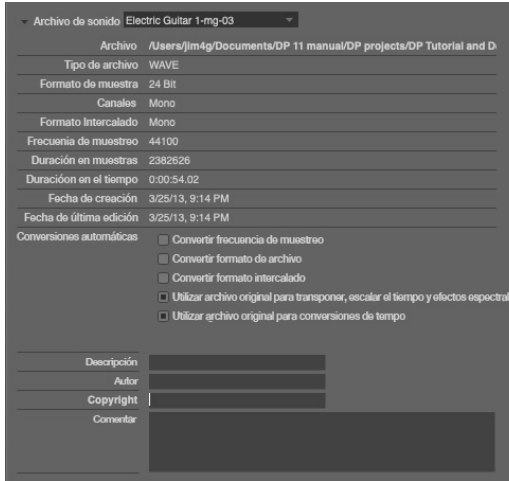 Archivo de sonido Electric Guitar 1-mg-03
Archivo /Users/jim4g/Documents/DP 11 manual/DP projects/DP Tutorial and D
Tipo de archivo WAVE
Formato de muestra 24 Bit
Canales Mono
Formato Intercalado Mono
Frecuenia de muestreo 44100
Duración en muestras 2382626
Duracióon en el tiempo 0:00:54.02
Fecha de creación 3/25/13, 9:14 PM
Fecha de última edición 3/25/13, 9:14 PM
Conversiones automáticas
Convertir frecuencia de muestreo
Convertir formato de archivo
Convertir formato intercalado
Utilizar archivo original para transponer, escalar el tiempo y efectos espectral
Utilizar archivo original para conversiones de tempo
Descripción
Autor
Copyright
Comentar